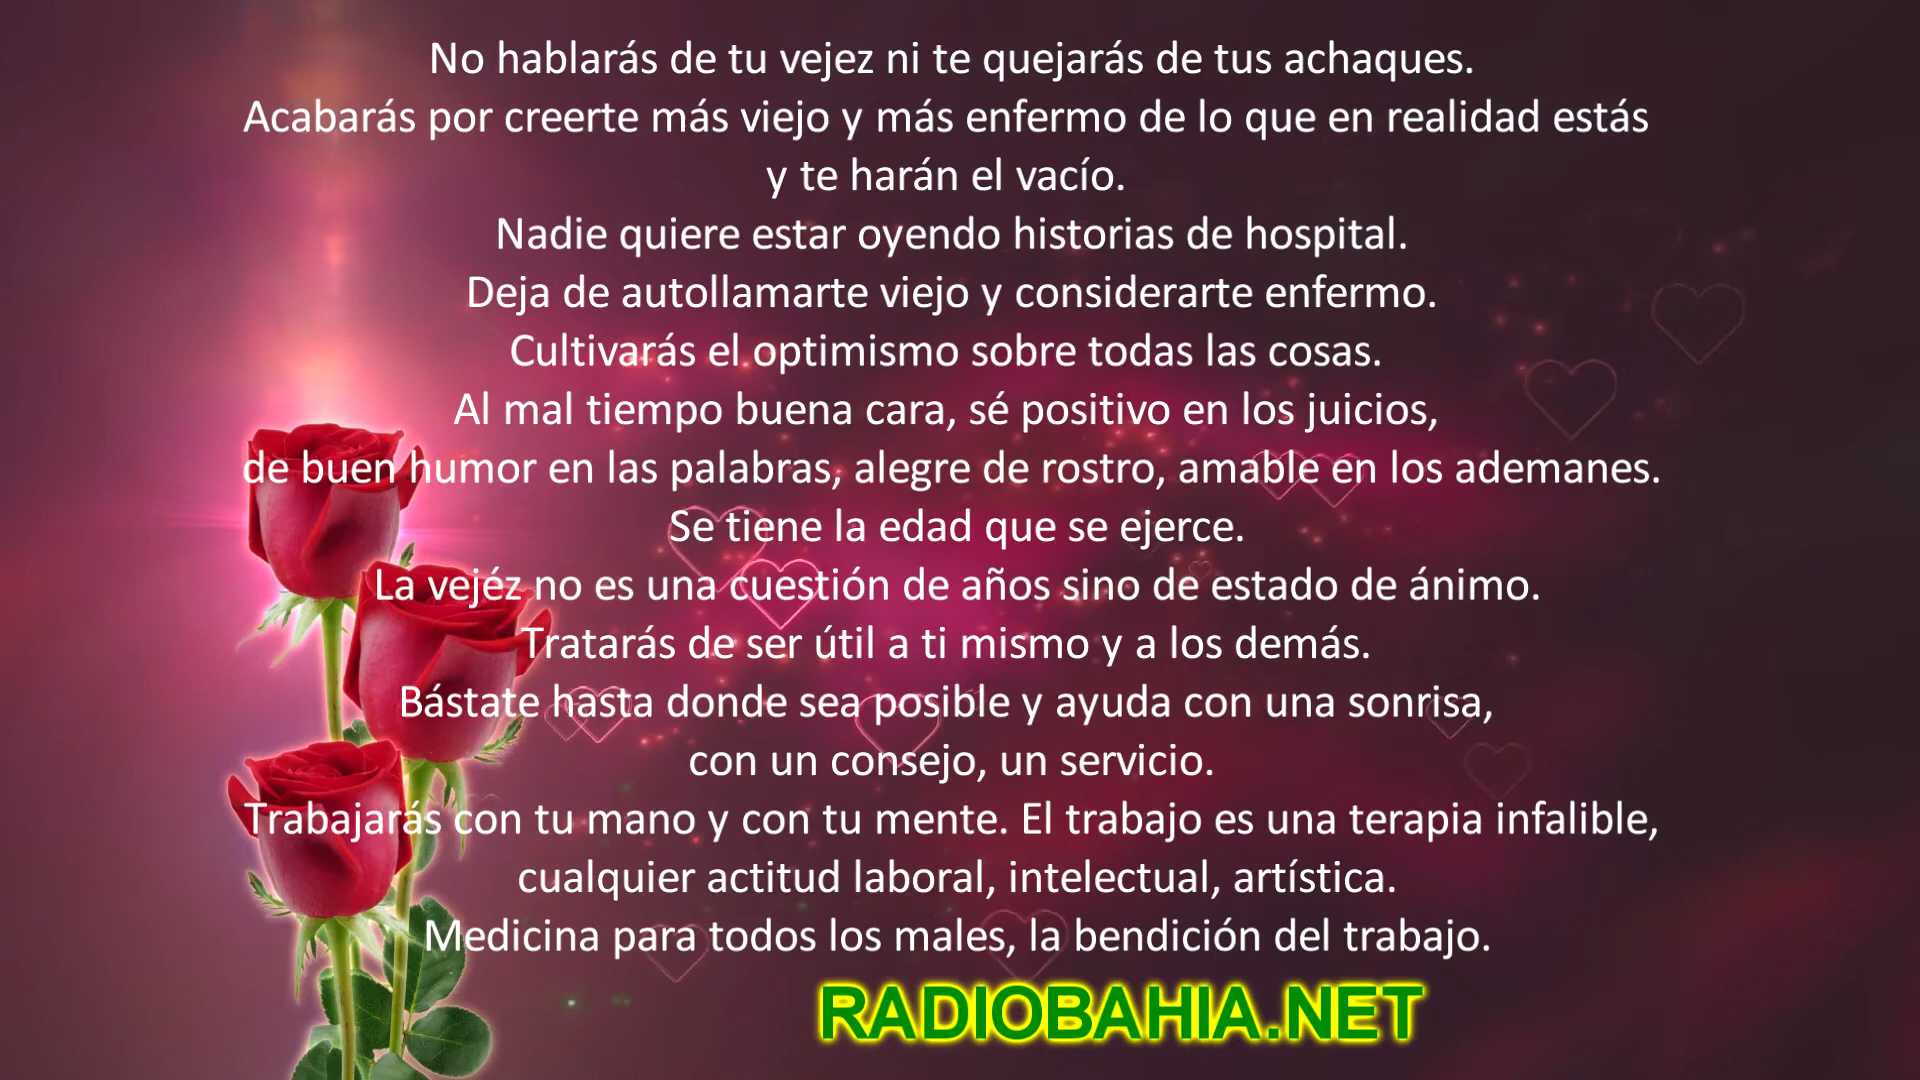 No hablarás de tu vejez ni te quejarás de tus achaques.
Acabarás por creerte más viejo y más enfermo de lo que en realidad estás
y te harán el vacío.
Nadie quiere estar oyendo historias de hospital.
Deja de autollamarte viejo y considerarte enfermo.
Cultivarás el optimismo sobre todas las cosas.
Al mal tiempo buena cara, sé positivo en los juicios,
de buen humor en las palabras, alegre de rostro, amable en los ademanes.
Se tiene la edad que se ejerce.
La vejéz no es una cuestión de años sino de estado de ánimo.
Tratarás de ser útil a ti mismo y a los demás.
Bástate hasta donde sea posible y ayuda con una sonrisa,
con un consejo, un servicio.
Trabajarás con tu mano y con tu mente. El trabajo es una terapia infalible,
cualquier actitud laboral, intelectual, artística.
Medicina para todos los males, la bendición del trabajo.
RADIOBAHIA.NET